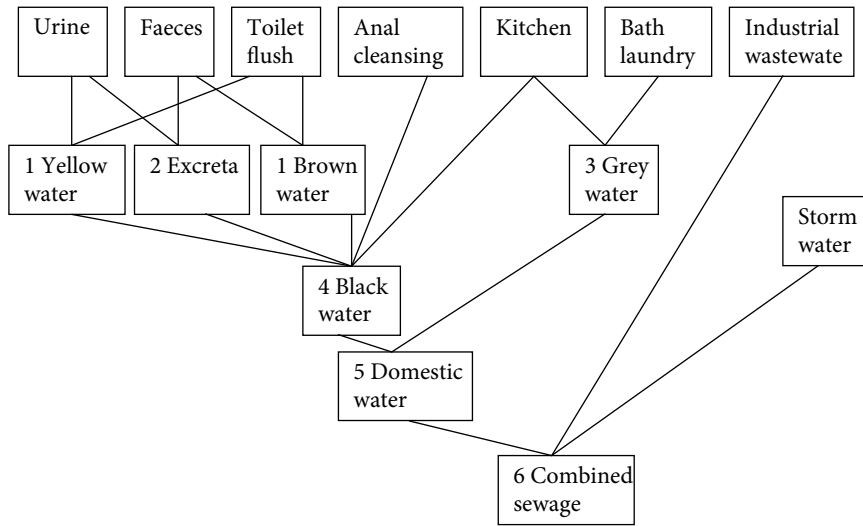 Urine
Faeces
Toilet
flush
Anal
cleansing
Kitchen
Bath
laundry
Industrial
wastewate
1 Yellow
water
2 Excreta
1 Brown
water
3 Grey
water
Storm
water
4 Black
water
5 Domestic
water
6 Combined
sewage